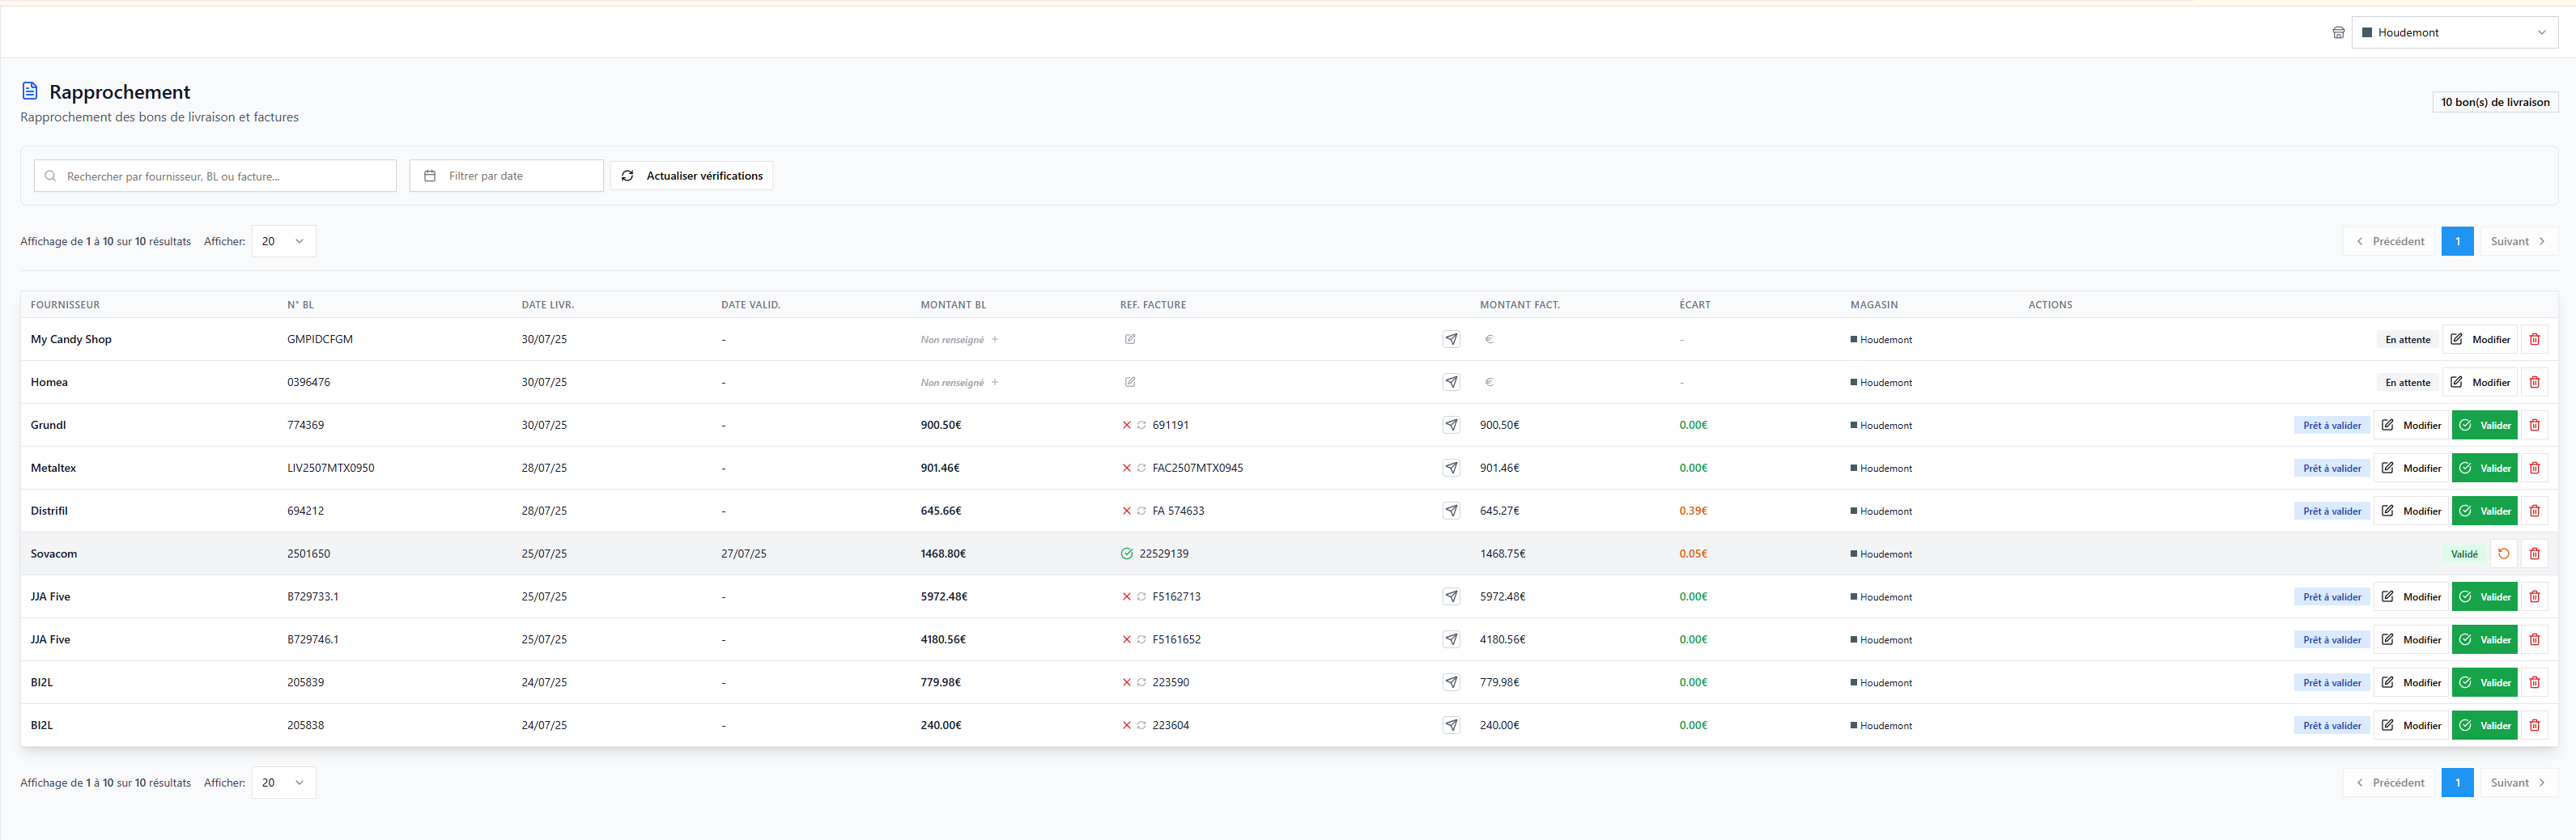 Houdemont
Rapprochement
Rapprochement des bons de livraison et factures
10 bon(s) de livraison
Rechercher par fournisseur, BL ou facture...
Filtrer par date
Actualiser vérifications
Affichage de 1 à 10 sur 10 résultats Afficher: 20
Précédent 1 Suivant
FOURNISSEUR N° BL DATE LIVR. DATE VALID. MONTANT BL REF. FACTURE MONTANT FACT. ÉCART MAGASIN ACTIONS
My Candy Shop GMPIDCFGM 30/07/25 - Non renseigné + € - Houdemont En attente Modifier
Homea 0396476 30/07/25 - Non renseigné + € - Houdemont En attente Modifier
Grundl 774369 30/07/25 - 900.50€ 691191 900.50€ 0.00€ Houdemont Prêt à valider Modifier Valider
Metaltex LIV2507MTX0950 28/07/25 - 901.46€ FAC2507MTX0945 901.46€ 0.00€ Houdemont Prêt à valider Modifier Valider
Distrifil 694212 28/07/25 - 645.66€ FA 574633 645.27€ 0.39€ Houdemont Prêt à valider Modifier Valider
Sovacom 2501650 25/07/25 27/07/25 1468.80€ 22529139 1468.75€ 0.05€ Houdemont Validé
JJA Five B729733.1 25/07/25 - 5972.48€ F5162713 5972.48€ 0.00€ Houdemont Prêt à valider Modifier Valider
JJA Five B729746.1 25/07/25 - 4180.56€ F5161652 4180.56€ 0.00€ Houdemont Prêt à valider Modifier Valider
BI2L 205839 24/07/25 - 779.98€ 223590 779.98€ 0.00€ Houdemont Prêt à valider Modifier Valider
BI2L 205838 24/07/25 - 240.00€ 223604 240.00€ 0.00€ Houdemont Prêt à valider Modifier Valider
Affichage de 1 à 10 sur 10 résultats Afficher: 20
Précédent 1 Suivant